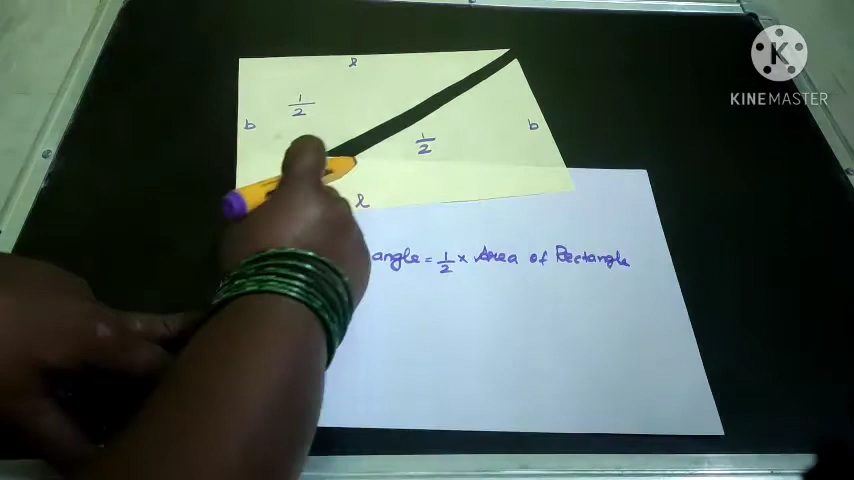 l
1/2
b
b
1/2
l
angle = 1/2 × Area of Rectangle
K
KINEMASTER